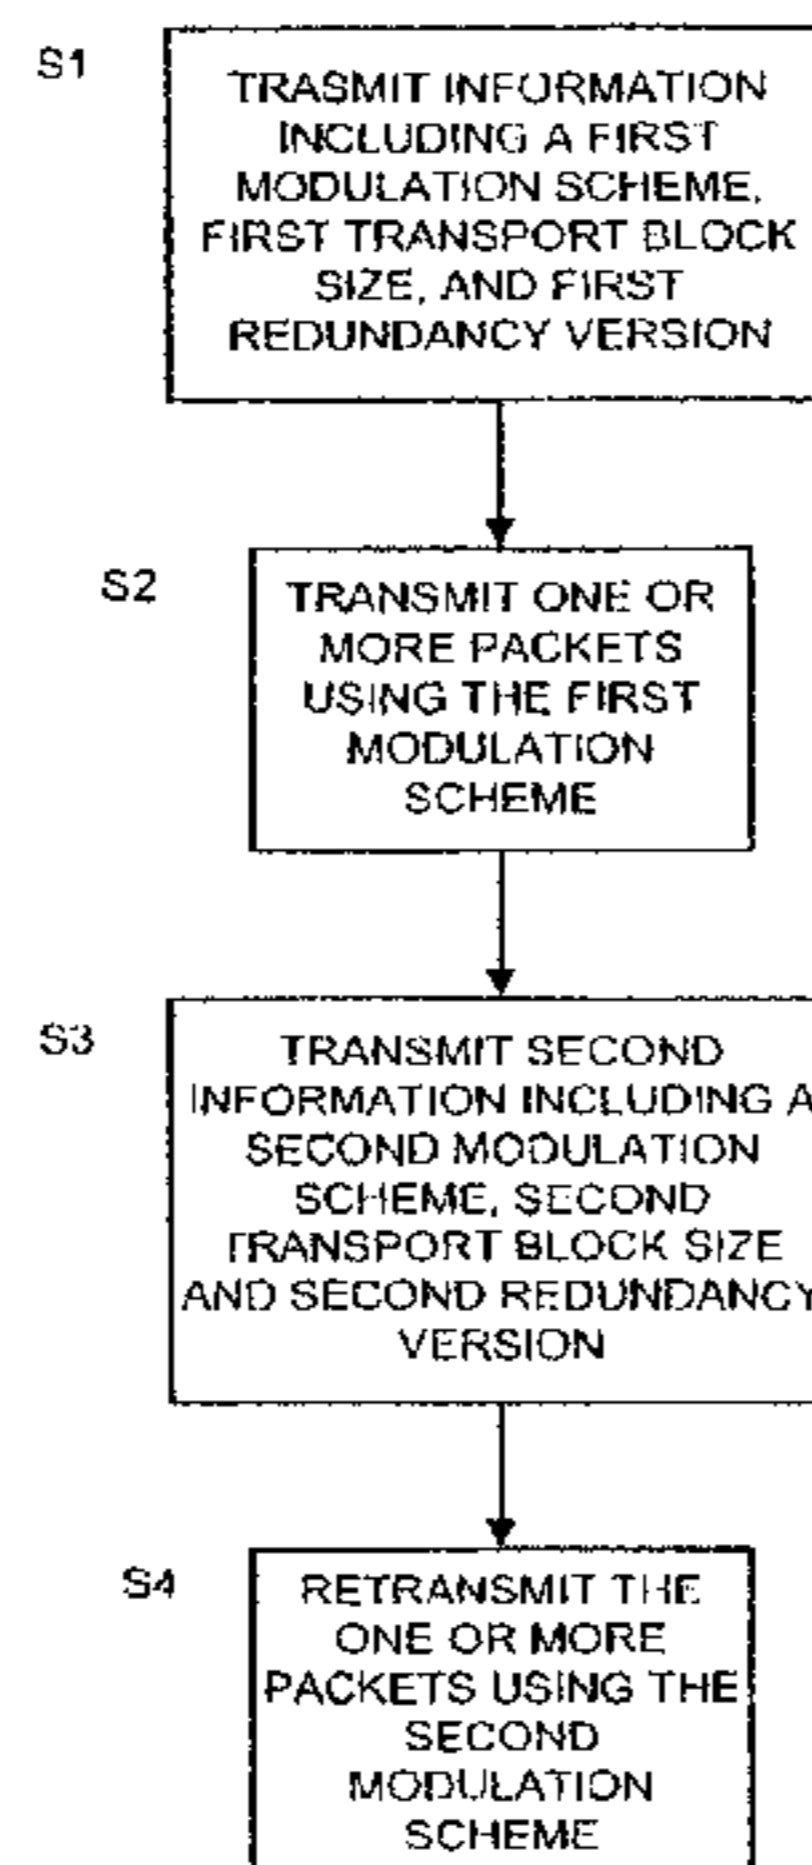 S1
TRASMIT INFORMATION
INCLUDING A FIRST
MODULATION SCHEME,
FIRST TRANSPORT BLOCK
SIZE, AND FIRST
REDUNDANCY VERSION
S2
TRANSMIT ONE OR
MORE PACKETS
USING THE FIRST
MODULATION
SCHEME
S3
TRANSMIT SECOND
INFORMATION INCLUDING A
SECOND MODULATION
SCHEME, SECOND
TRANSPORT BLOCK SIZE
AND SECOND REDUNDANCY
VERSION
S4
RETRANSMIT THE
ONE OR MORE
PACKETS USING THE
SECOND
MODULATION
SCHEME